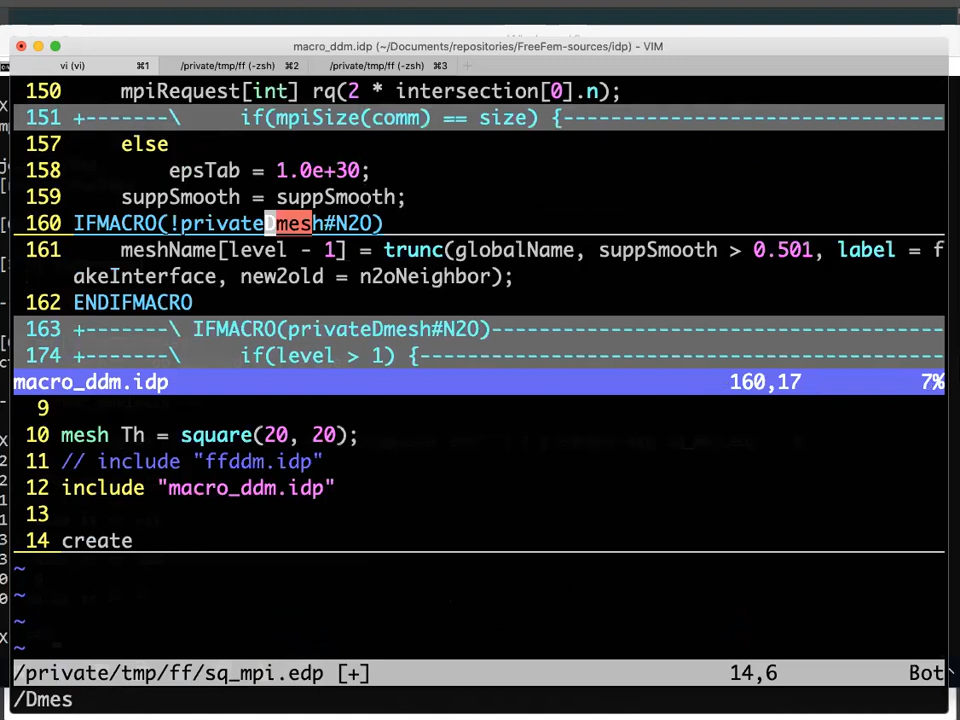 macro_ddm.idp (~/Documents/repositories/FreeFem-sources/idp) - VIM
vi (vi) ⌘1 /private/tmp/ff (-zsh) ⌘2 /private/tmp/ff (-zsh) ⌘3 +
150 mpiRequest[int] rq(2 * intersection[0].n);
151 +-------\ if(mpiSize(comm) == size) {--------------------------------
157 else
158 epsTab = 1.0e+30;
159 suppSmooth = suppSmooth;
160 IFMACRO(!privateDmesh#N2O)
161 meshName[level - 1] = trunc(globalName, suppSmooth > 0.501, label = f
akeInterface, new2old = n2oNeighbor);
162 ENDIFMACRO
163 +-------\ IFMACRO(privateDmesh#N2O)--------------------------------------
174 +-------\ if(level > 1) {--------------------------------------------
macro_ddm.idp 160,17 7%
9
10 mesh Th = square(20, 20);
11 // include "ffddm.idp"
12 include "macro_ddm.idp"
13
14 create
~
~
~
~
/private/tmp/ff/sq_mpi.edp [+] 14,6 Bot
/Dmes